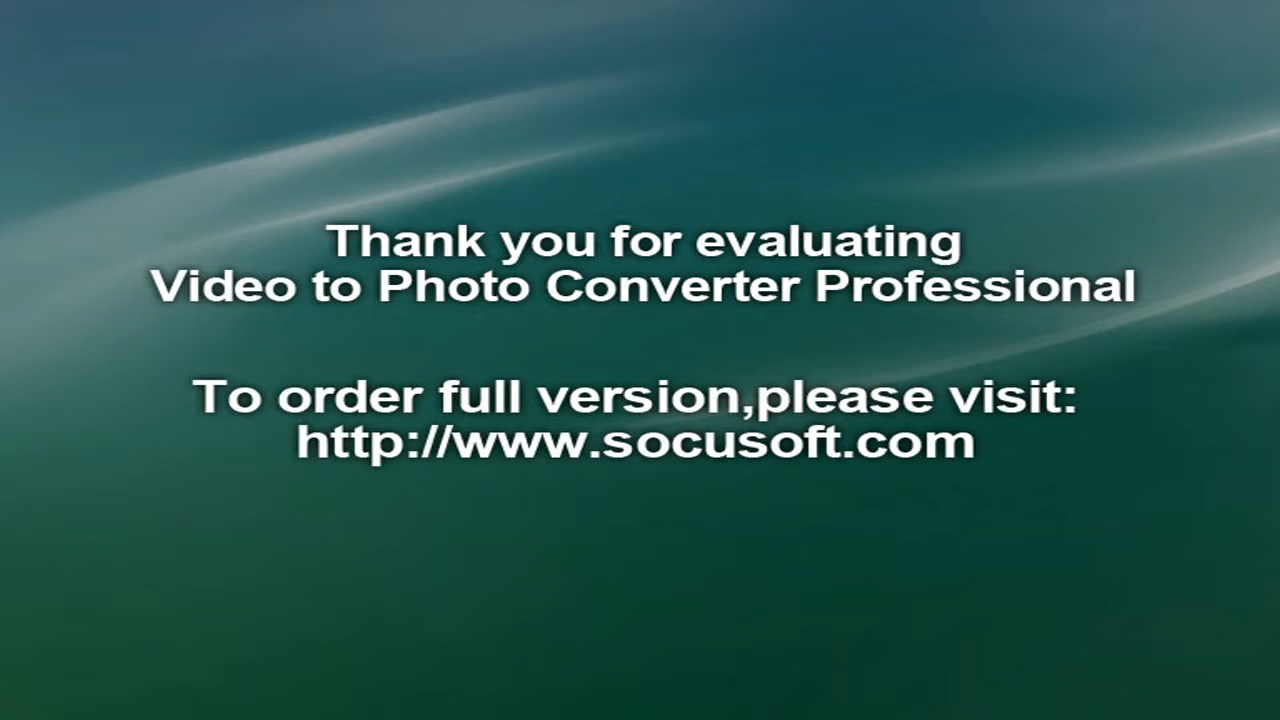 Thank you for evaluating
Video to Photo Converter Professional
To order full version,please visit:
http://www.socusoft.com